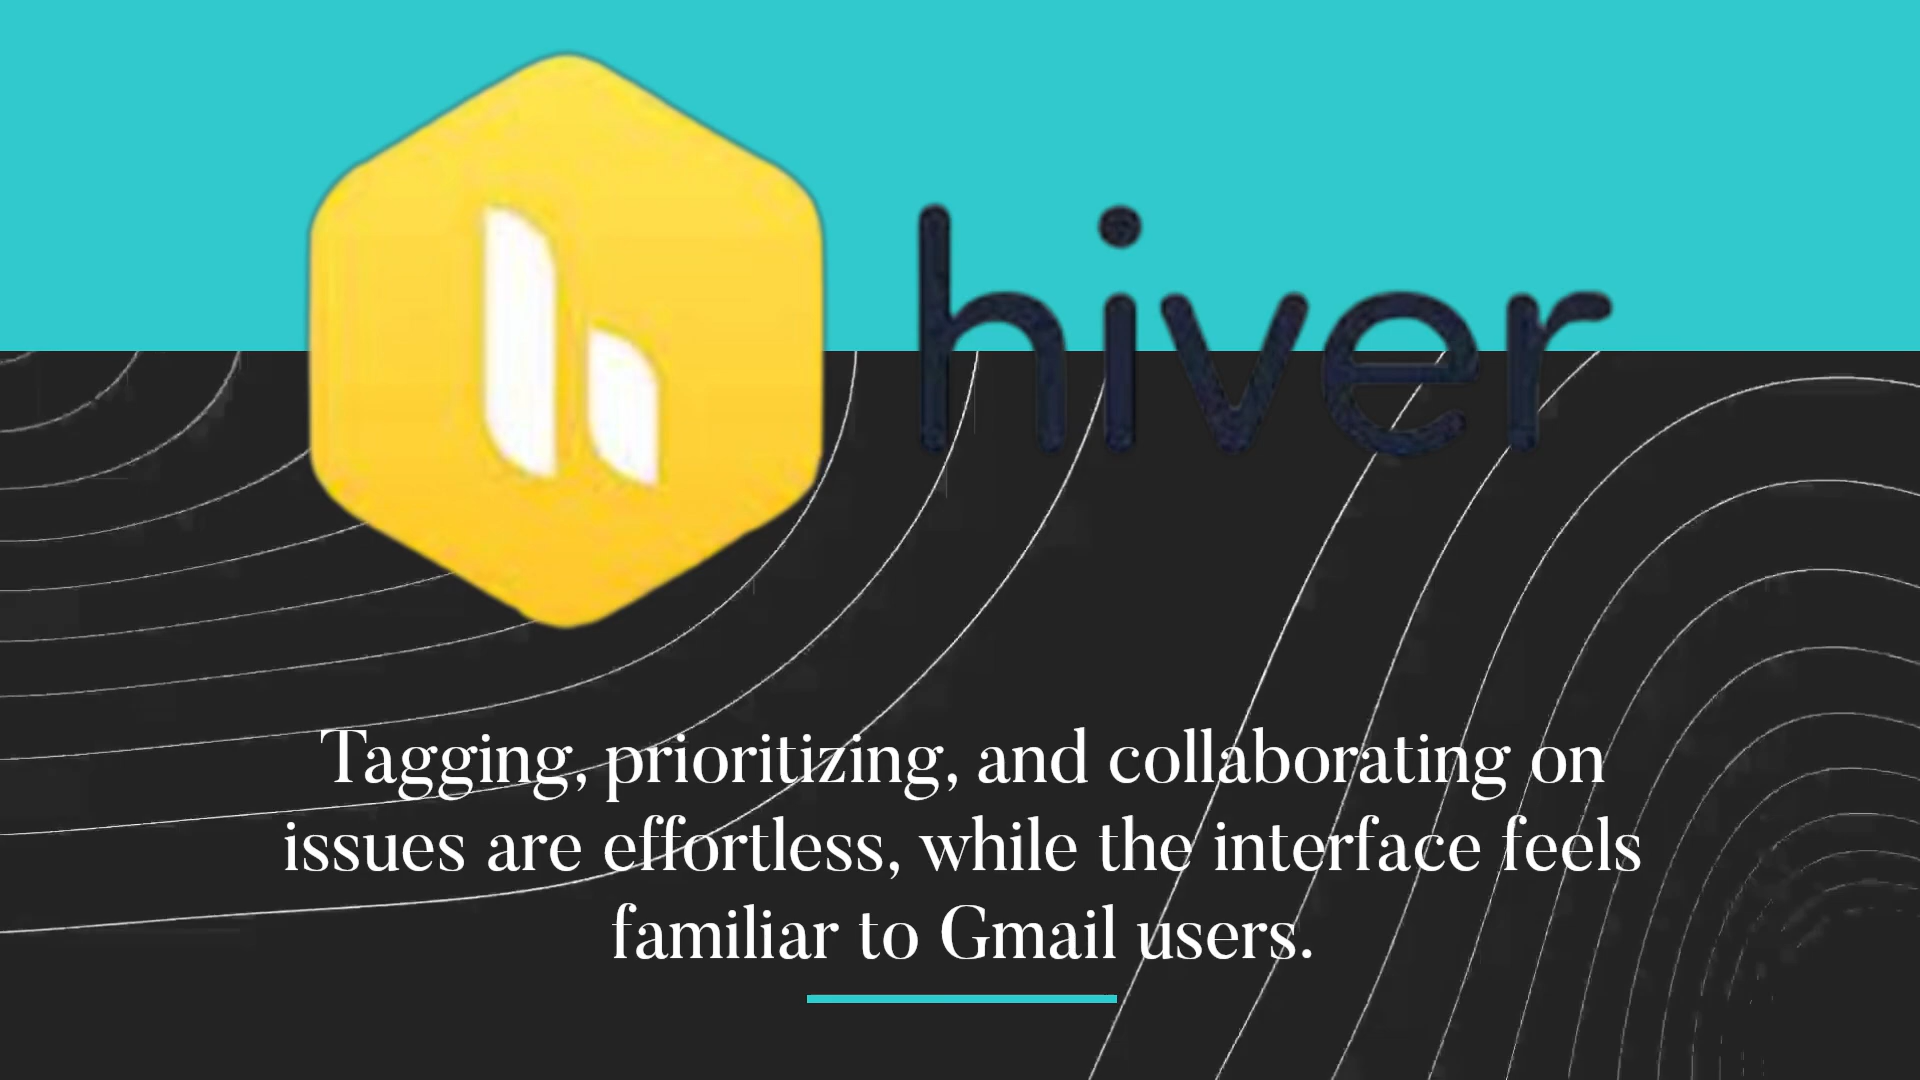 hiver
Tagging, prioritizing, and collaborating on
issues are effortless, while the interface feels
familiar to Gmail users.